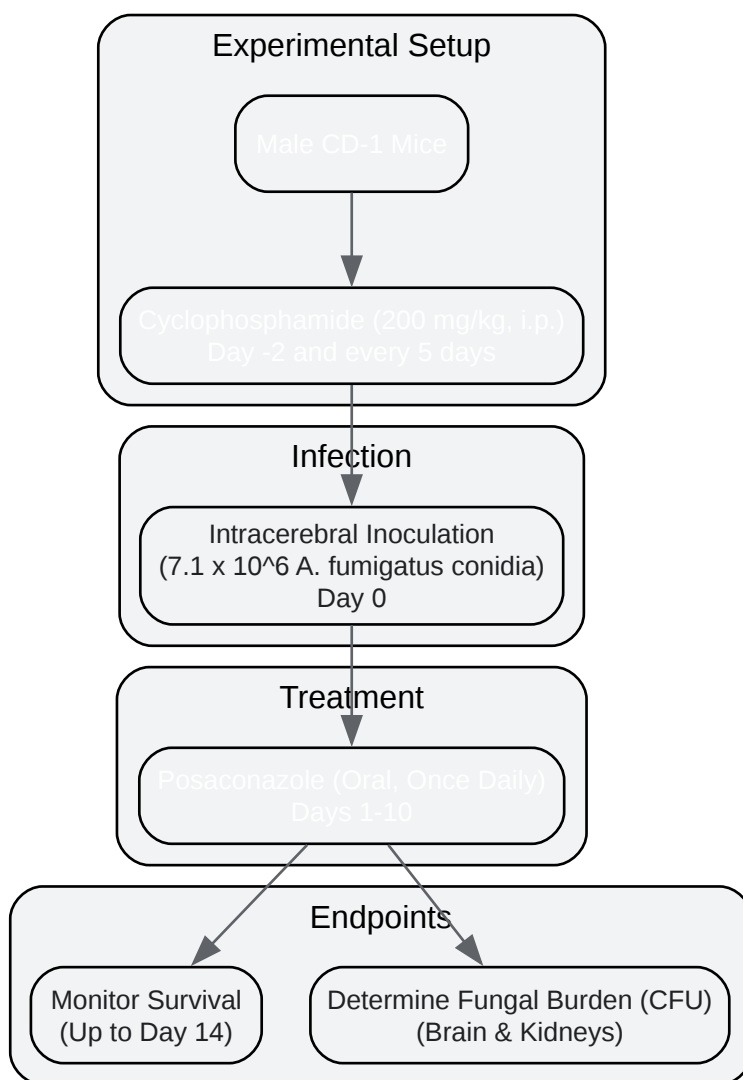 Experimental Setup
Male CD-1 Mice
Cyclophosphamide (200 mg/kg, i.p.)
Day -2 and every 5 days
Infection
Intracerebral Inoculation
(7.1 x 10^6 A. fumigatus conidia)
Day 0
Treatment
Posaconazole (Oral, Once Daily)
Days 1-10
Endpoints
Monitor Survival
(Up to Day 14)
Determine Fungal Burden (CFU)
(Brain & Kidneys)